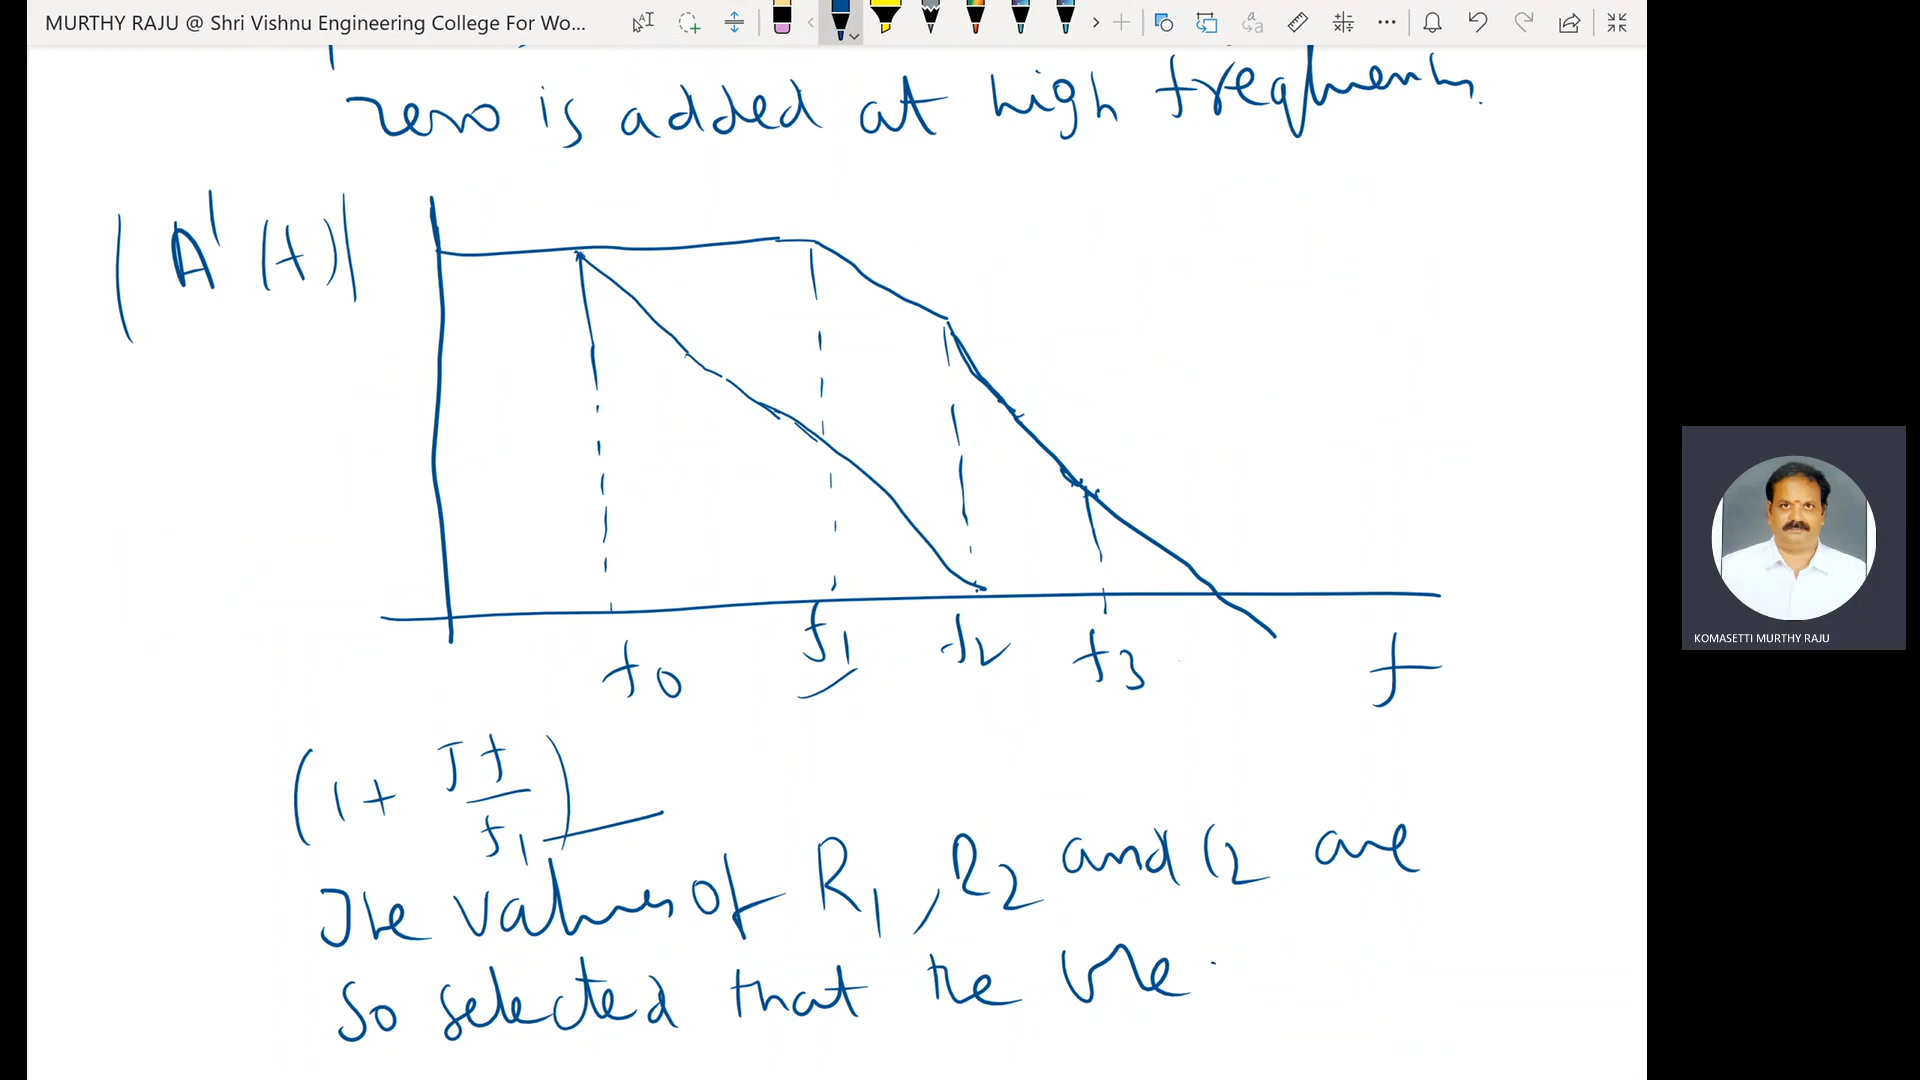 MURTHY RAJU @ Shri Vishnu Engineering College For Wo...
zero is added at high frequencies.
|A'(f)|
f0 f1 f2 f3 f
(1 + Jf/f1)
KOMASETTI MURTHY RAJU
The values of R1, R2 and C2 are
So selected that the